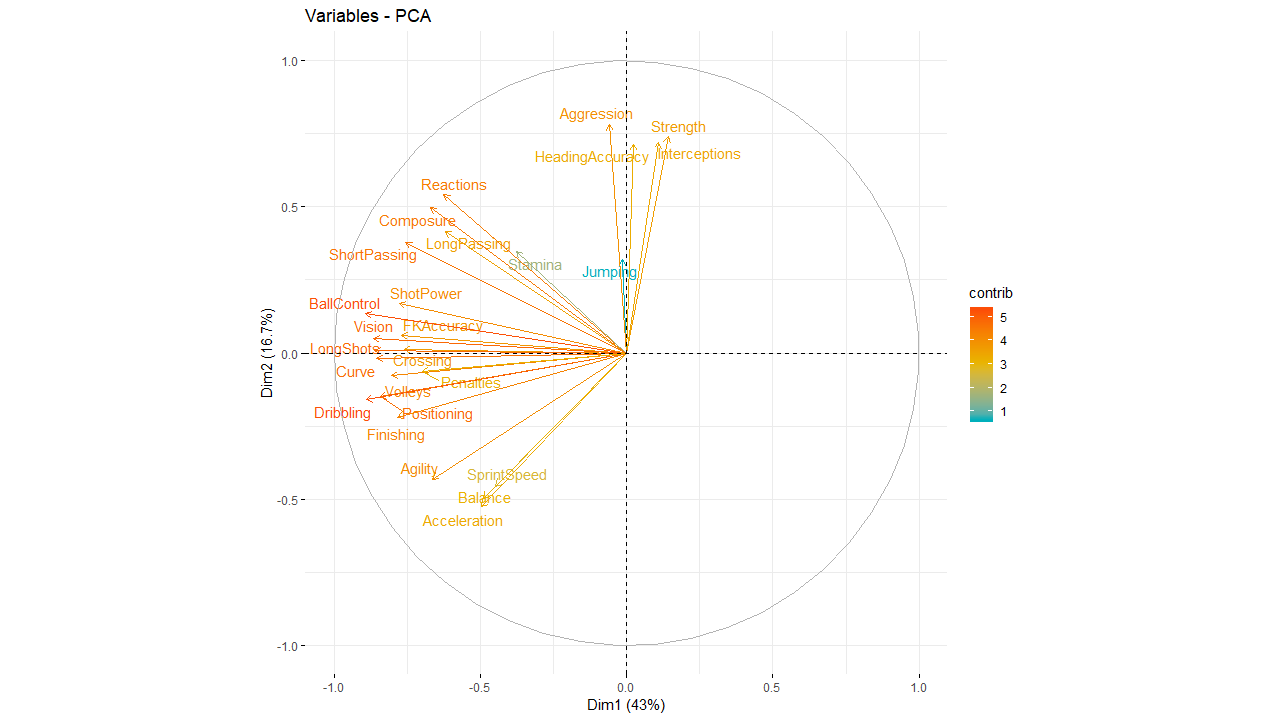 Variables - PCA
1.0
Aggression
Strength
HeadingAccuracy
Interceptions
Reactions
0.5
Composure
LongPassing
ShortPassing
Stamina
Jumping
ShotPower
BallControl
Vision
FKAccuracy
LongShots
0.0
Crossing
Curve
Penalties
Volleys
Dribbling
Positioning
Finishing
Agility
SprintSpeed
Balance
-0.5
Acceleration
-1.0
Dim2 (16.7%)
-1.0 -0.5 0.0 0.5 1.0
Dim1 (43%)
contrib
5
4
3
2
1